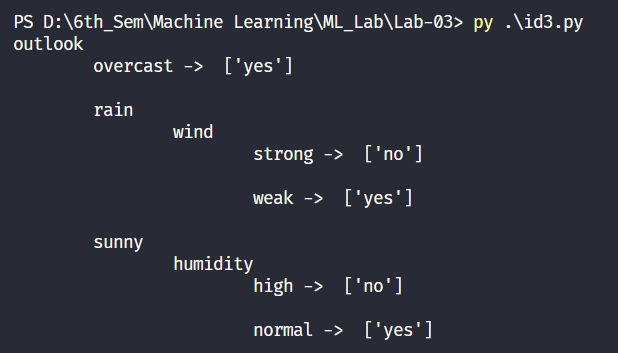 PS D:\6th_Sem\Machine Learning\ML_Lab\Lab-03> py .\id3.py
outlook
overcast ->  ['yes']
rain
wind
strong ->  ['no']
weak ->  ['yes']
sunny
humidity
high ->  ['no']
normal ->  ['yes']